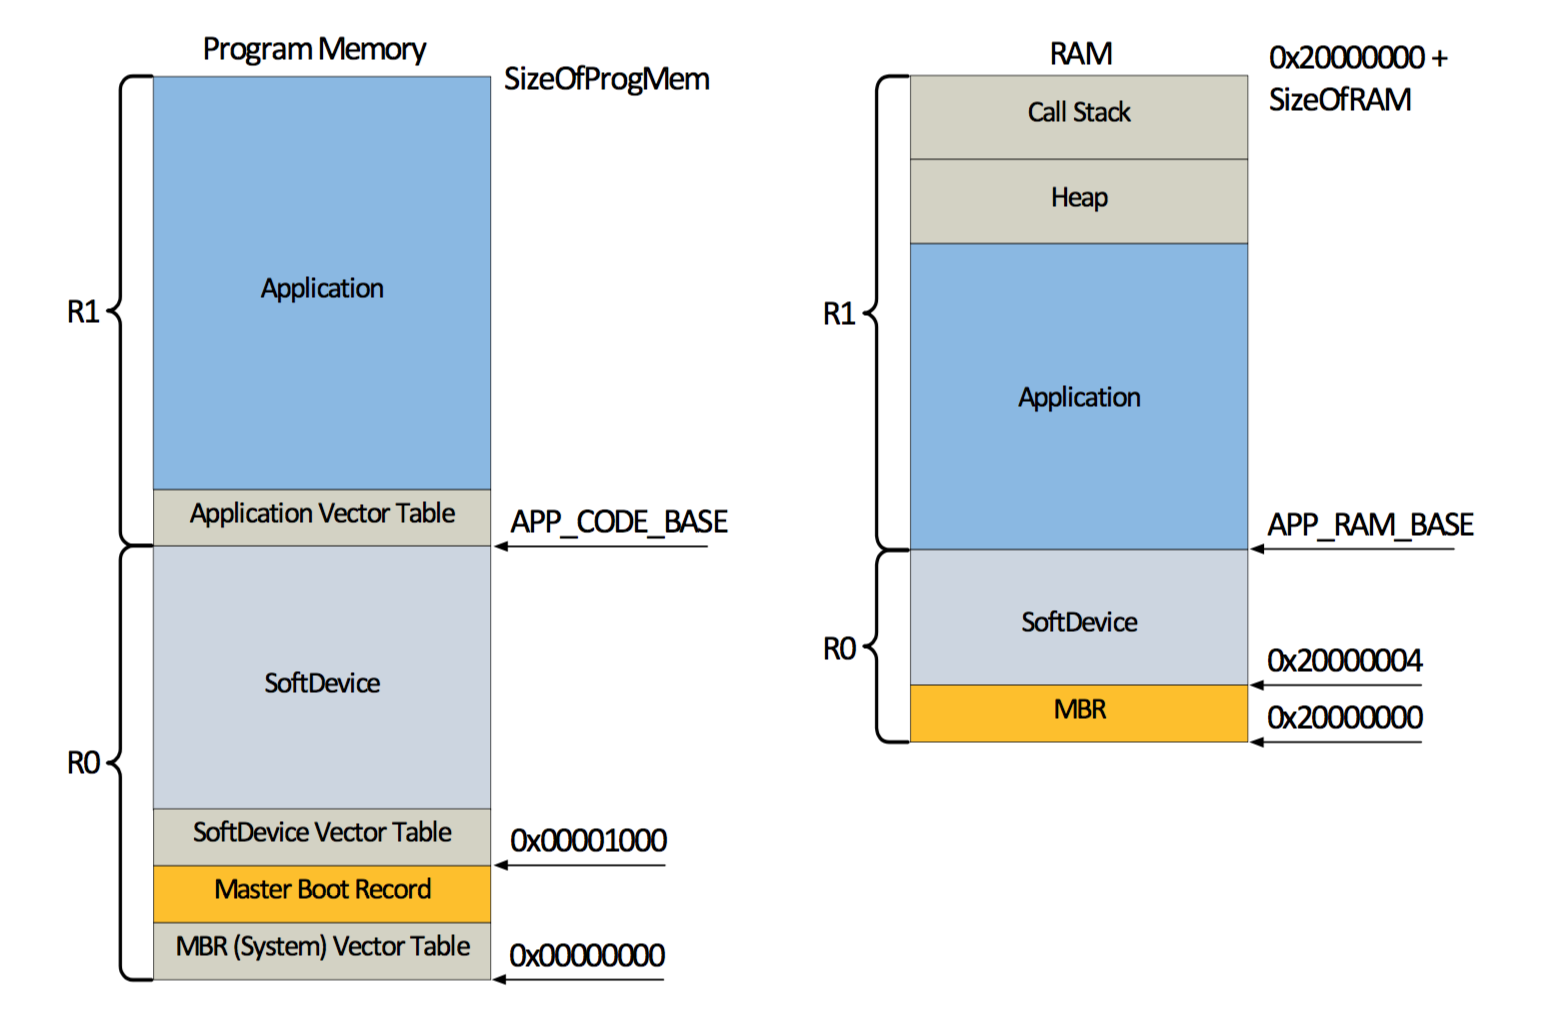 Program Memory
SizeOfProgMem
Application
R1
Application Vector Table
APP_CODE_BASE
SoftDevice
R0
SoftDevice Vector Table
0x00001000
Master Boot Record
MBR (System) Vector Table
0x00000000
RAM
0x20000000 +
SizeOfRAM
Call Stack
Heap
R1
Application
APP_RAM_BASE
SoftDevice
R0
0x20000004
MBR
0x20000000